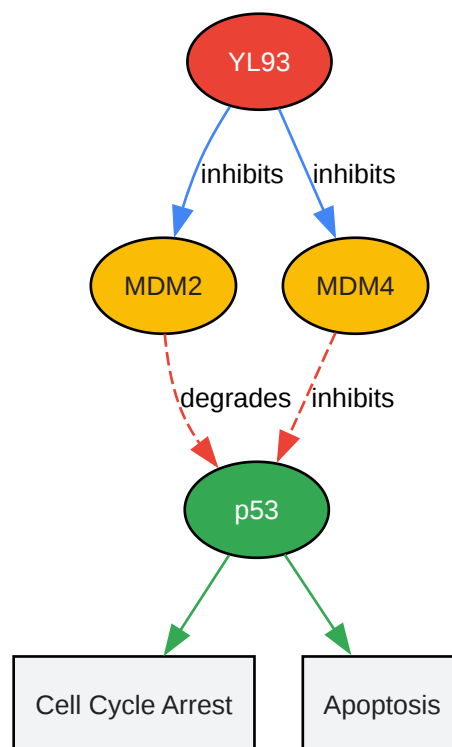 YL93
inhibits
inhibits
MDM2
MDM4
degrades
inhibits
p53
Cell Cycle Arrest
Apoptosis